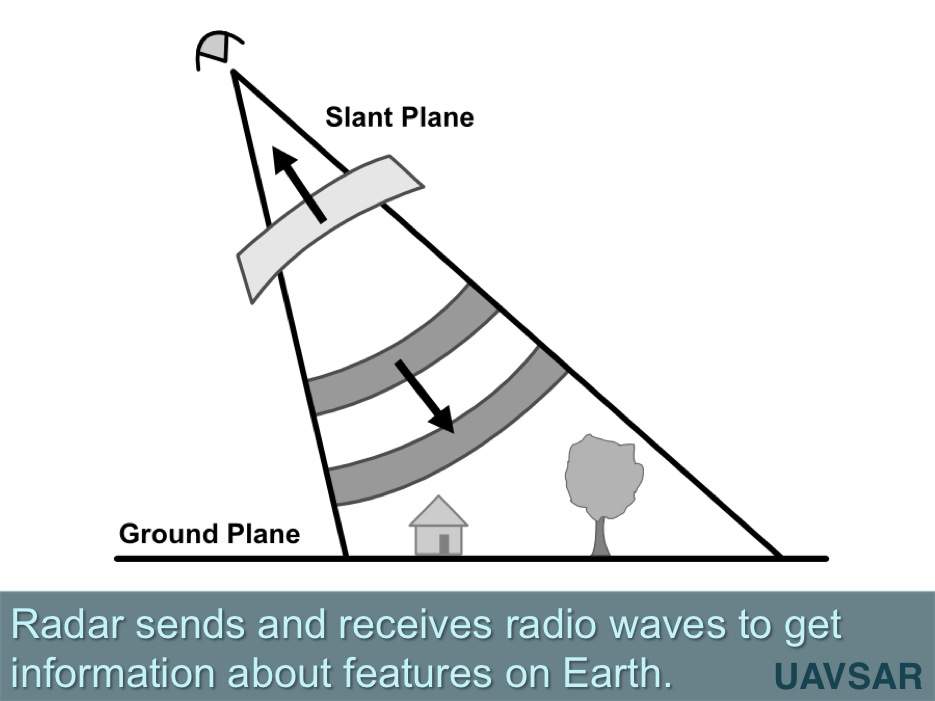 Slant Plane
Ground Plane
Radar sends and receives radio waves to get
information about features on Earth.
UAVSAR